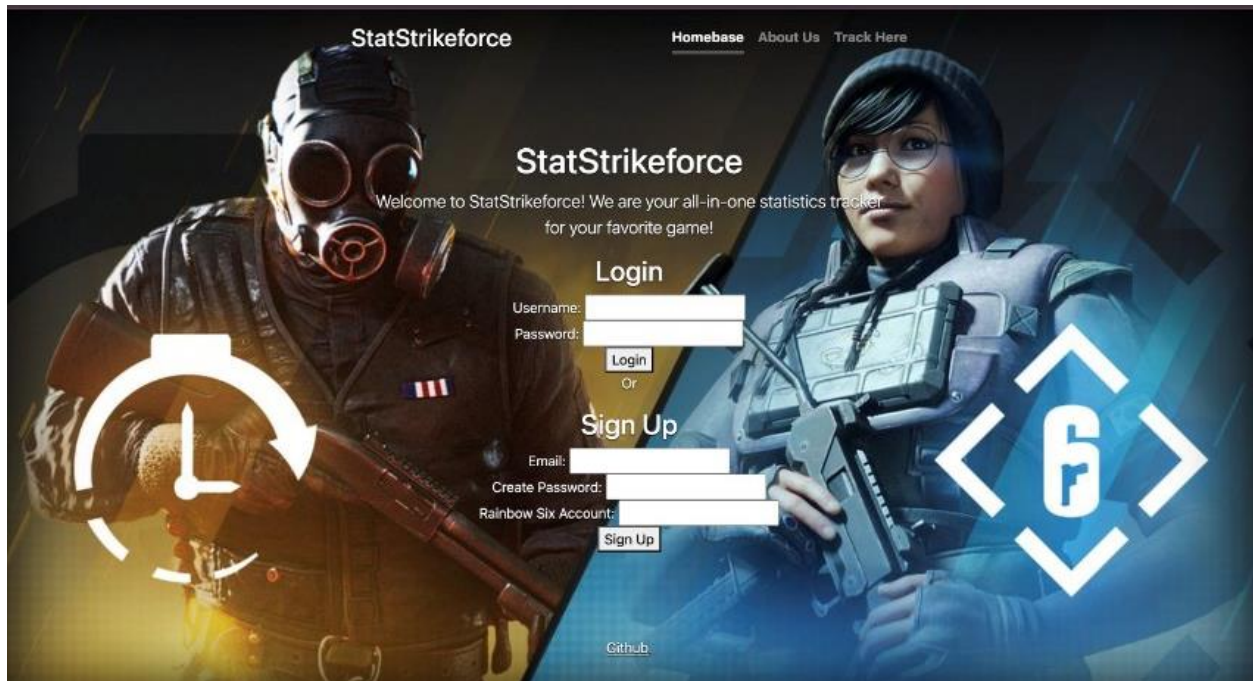 StatStrikeforce
Homebase About Us Track Here
StatStrikeforce
Welcome to StatStrikeforce! We are your all-in-one statistics tracker
for your favorite game!
Login
Username:
Password:
Login
Or
Sign Up
Email:
Create Password:
Rainbow Six Account:
Sign Up
6
Github